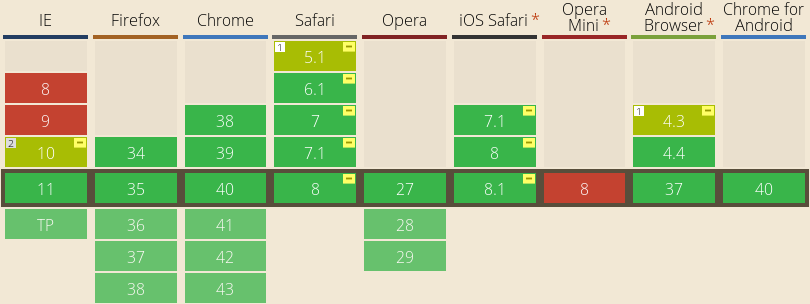 IE Firefox Chrome Safari Opera iOS Safari * Opera Mini * Android Browser * Chrome for Android
1 5.1
8 6.1
9 38 7 7.1 1 4.3
2 10 34 39 7.1 8 4.4
11 35 40 8 27 8.1 8 37 40
TP 36 41 28
37 42 29
38 43